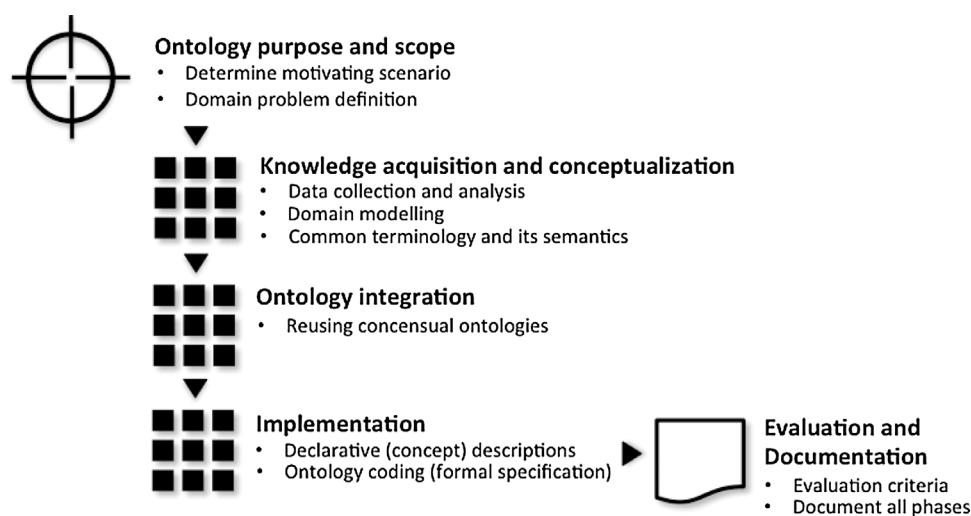 Ontology purpose and scope
• Determine motivating scenario
• Domain problem definition
Knowledge acquisition and conceptualization
• Data collection and analysis
• Domain modelling
• Common terminology and its semantics
Ontology integration
• Reusing concensual ontologies
Implementation
• Declarative (concept) descriptions
• Ontology coding (formal specification)
Evaluation and
Documentation
• Evaluation criteria
• Document all phases